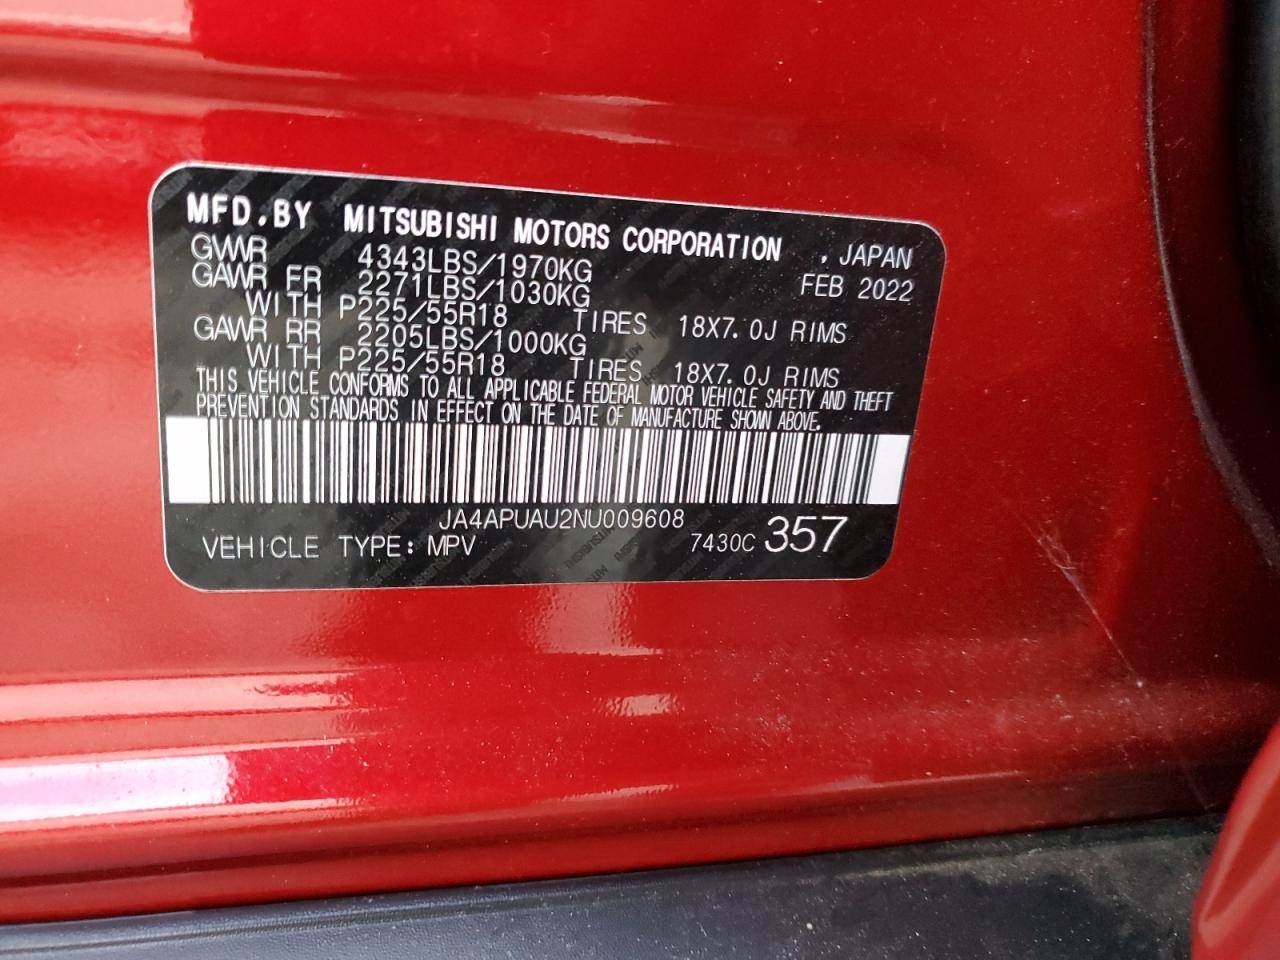 MFD.BY MITSUBISHI MOTORS CORPORATION , JAPAN
GVWR 4343LBS/1970KG FEB 2022
GAWR FR 2271LBS/1030KG
WITH P225/55R18 TIRES 18X7.0J RIMS
GAWR RR 2205LBS/1000KG
WITH P225/55R18 TIRES 18X7.0J RIMS
THIS VEHICLE CONFORMS TO ALL APPLICABLE FEDERAL MOTOR VEHICLE SAFETY AND THEFT
PREVENTION STANDARDS IN EFFECT ON THE DATE OF MANUFACTURE SHOWN ABOVE.
JA4APUAU2NU009608
VEHICLE TYPE: MPV 7430C 357